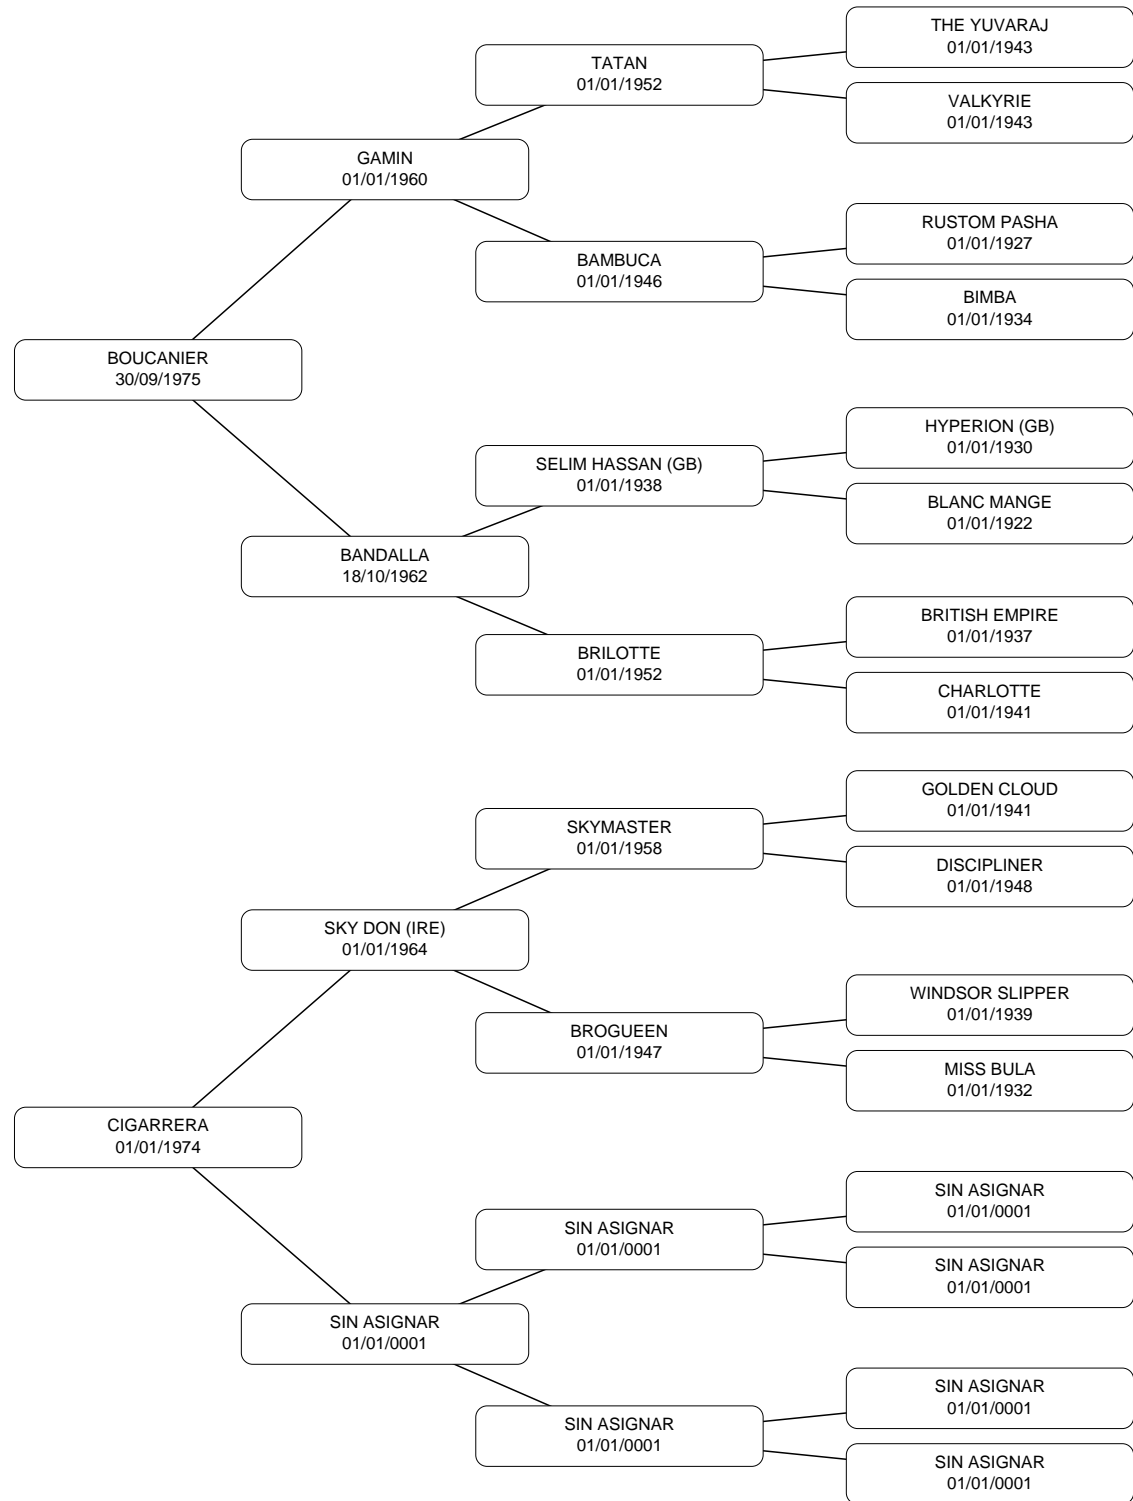 THE YUVARAJ
01/01/1943
TATAN
01/01/1952
VALKYRIE
01/01/1943
GAMIN
01/01/1960
RUSTOM PASHA
01/01/1927
BAMBUCA
01/01/1946
BIMBA
01/01/1934
BOUCANIER
30/09/1975
HYPERION (GB)
01/01/1930
SELIM HASSAN (GB)
01/01/1938
BLANC MANGE
01/01/1922
BANDALLA
18/10/1962
BRITISH EMPIRE
01/01/1937
BRILOTTE
01/01/1952
CHARLOTTE
01/01/1941
GOLDEN CLOUD
01/01/1941
SKYMASTER
01/01/1958
DISCIPLINER
01/01/1948
SKY DON (IRE)
01/01/1964
WINDSOR SLIPPER
01/01/1939
BROGUEEN
01/01/1947
MISS BULA
01/01/1932
CIGARRERA
01/01/1974
SIN ASIGNAR
01/01/0001
SIN ASIGNAR
01/01/0001
SIN ASIGNAR
01/01/0001
SIN ASIGNAR
01/01/0001
SIN ASIGNAR
01/01/0001
SIN ASIGNAR
01/01/0001
SIN ASIGNAR
01/01/0001